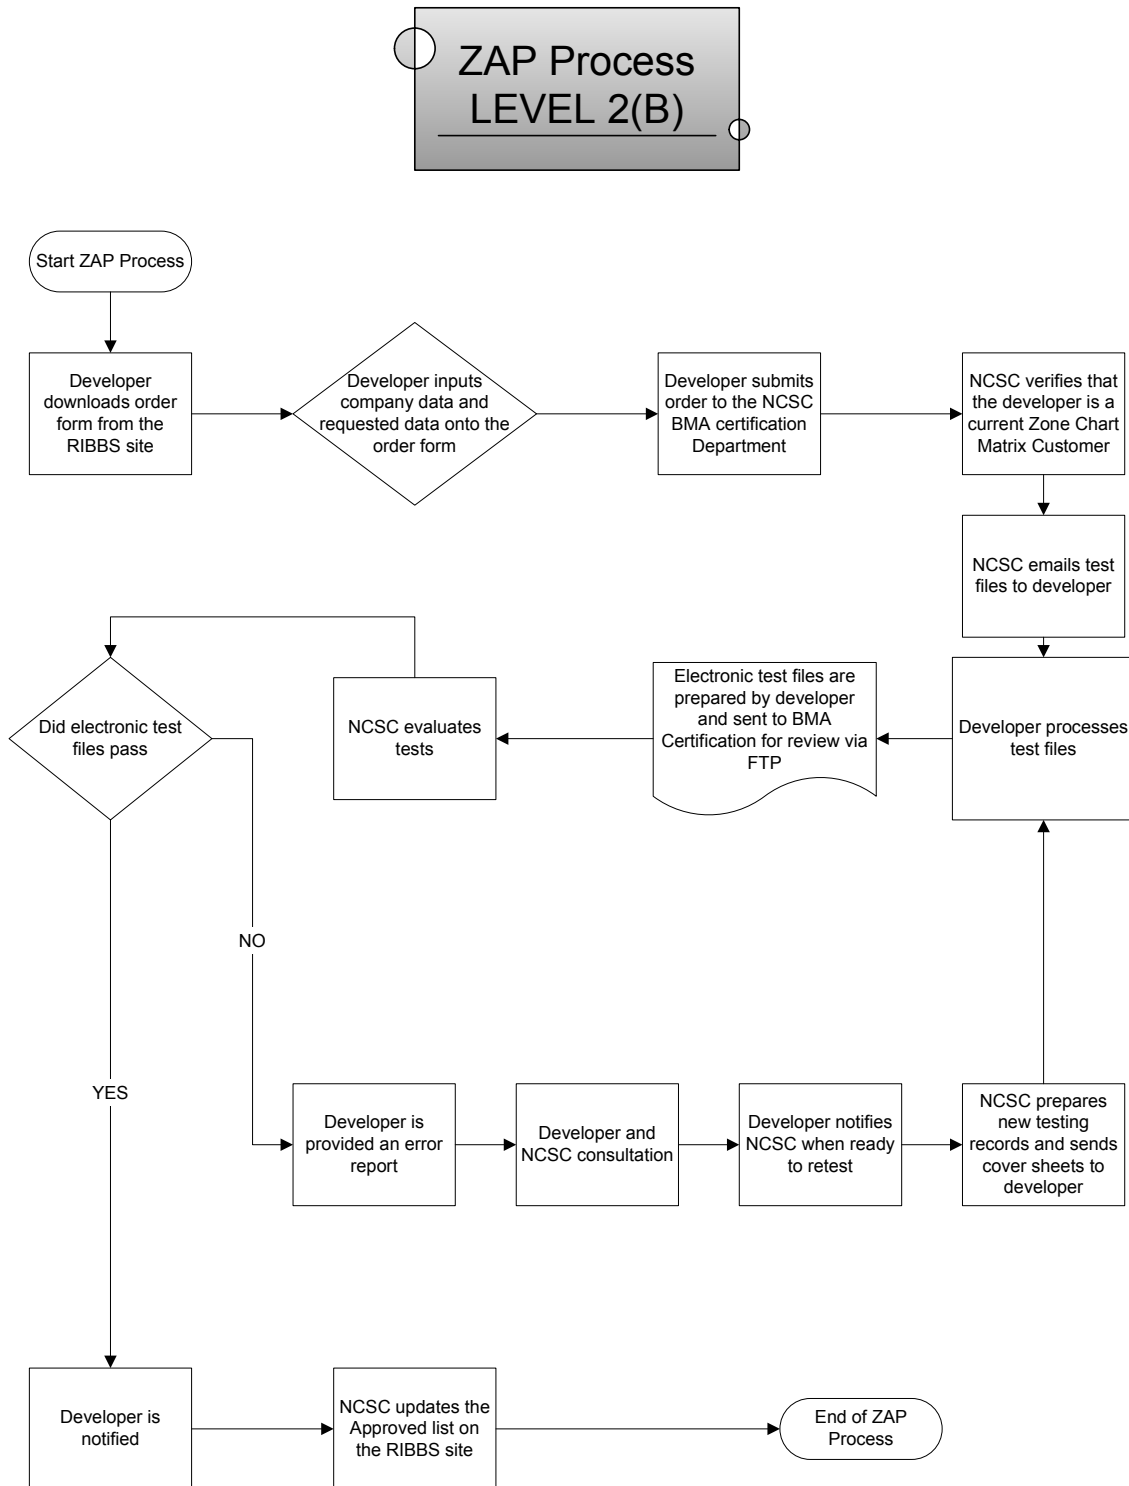 ZAP Process
LEVEL 2(B)
Start ZAP Process
Developer
downloads order
form from the
RIBBS site
Developer inputs
company data and
requested data onto the
order form
Developer submits
order to the NCSC
BMA certification
Department
NCSC verifies that
the developer is a
current Zone Chart
Matrix Customer
NCSC emails test
files to developer
Developer processes
test files
Electronic test files are
prepared by developer
and sent to BMA
Certification for review via
FTP
NCSC evaluates
tests
Did electronic test
files pass
NO
YES
Developer is
provided an error
report
Developer and
NCSC consultation
Developer notifies
NCSC when ready
to retest
NCSC prepares
new testing
records and sends
cover sheets to
developer
Developer is
notified
NCSC updates the
Approved list on
the RIBBS site
End of ZAP
Process